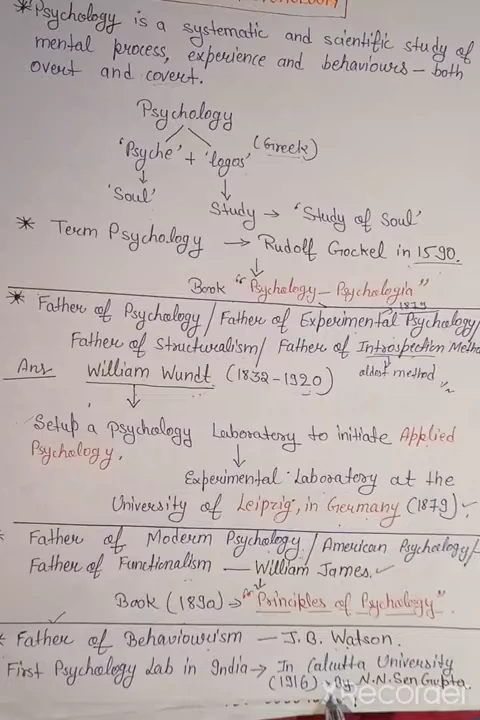 *Psychology is a systematic and scientific study of
mental process, experience and behaviours – both
overt and covert.
Psychology
'Psyche' + 'logos' (Greek)
'Soul'
Study → 'Study of Soul'
* Term Psychology → Rudolf Gockel in 1590.
Book "Psychology – Psychologia"
1879
* Father of Psychology / Father of Experimental Psychology/
Father of Structuralism / Father of Introspection Method
Ans William Wundt (1832-1920) oldest method
Setup a psychology Laboratory to initiate Applied
Psychology.
Experimental Laboratory at the
University of Leipzig, in Germany (1879)
Father of Moderm Psychology / American Psychology/
Father of Functionalism — William James.
Book (1890) → "Principles of Psychology"
* Father of Behaviourism — J.B. Watson.
First Psychology Lab in India → In Calcutta University
(1916) by N.N. Sen Gupta.
XRecorder